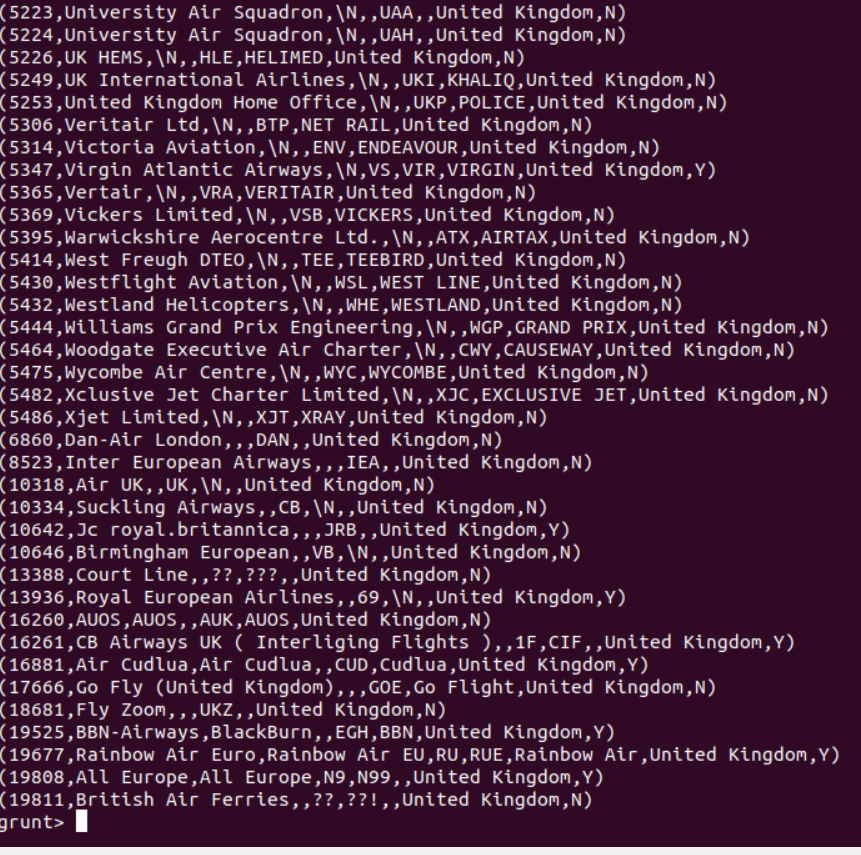 (5223,University Air Squadron,\N,,UAA,,United Kingdom,N)
(5224,University Air Squadron,\N,,UAH,,United Kingdom,N)
(5226,UK HEMS,\N,,HLE,HELIMED,United Kingdom,N)
(5249,UK International Airlines,\N,,UKI,KHALIQ,United Kingdom,N)
(5253,United Kingdom Home Office,\N,,UKP,POLICE,United Kingdom,N)
(5306,Veritair Ltd,\N,,BTP,NET RAIL,United Kingdom,N)
(5314,Victoria Aviation,\N,,ENV,ENDEAVOUR,United Kingdom,N)
(5347,Virgin Atlantic Airways,\N,VS,VIR,VIRGIN,United Kingdom,Y)
(5365,Vertair,\N,,VRA,VERITAIR,United Kingdom,N)
(5369,Vickers Limited,\N,,VSB,VICKERS,United Kingdom,N)
(5395,Warwickshire Aerocentre Ltd.,\N,,ATX,AIRTAX,United Kingdom,N)
(5414,West Freugh DTEO,\N,,TEE,TEEBIRD,United Kingdom,N)
(5430,Westflight Aviation,\N,,WSL,WEST LINE,United Kingdom,N)
(5432,Westland Helicopters,\N,,WHE,WESTLAND,United Kingdom,N)
(5444,Williams Grand Prix Engineering,\N,,WGP,GRAND PRIX,United Kingdom,N)
(5464,Woodgate Executive Air Charter,\N,,CWY,CAUSEWAY,United Kingdom,N)
(5475,Wycombe Air Centre,\N,,WYC,WYCOMBE,United Kingdom,N)
(5482,Xclusive Jet Charter Limited,\N,,XJC,EXCLUSIVE JET,United Kingdom,N)
(5486,Xjet Limited,\N,,XJT,XRAY,United Kingdom,N)
(6860,Dan-Air London,,,DAN,,United Kingdom,N)
(8523,Inter European Airways,,,IEA,,United Kingdom,N)
(10318,Air UK,,UK,\N,,United Kingdom,N)
(10334,Suckling Airways,,CB,\N,,United Kingdom,N)
(10642,Jc royal.britannica,,,JRB,,United Kingdom,Y)
(10646,Birmingham European,,VB,\N,,United Kingdom,N)
(13388,Court Line,,??,???,,United Kingdom,N)
(13936,Royal European Airlines,,69,\N,,United Kingdom,Y)
(16260,AUOS,AUOS,,AUK,AUOS,United Kingdom,N)
(16261,CB Airways UK ( Interliging Flights ),,1F,CIF,,United Kingdom,Y)
(16881,Air Cudlua,Air Cudlua,,CUD,Cudlua,United Kingdom,Y)
(17666,Go Fly (United Kingdom),,,GOE,Go Flight,United Kingdom,N)
(18681,Fly Zoom,,,UKZ,,United Kingdom,N)
(19525,BBN-Airways,BlackBurn,,EGH,BBN,United Kingdom,Y)
(19677,Rainbow Air Euro,Rainbow Air EU,RU,RUE,Rainbow Air,United Kingdom,Y)
(19808,All Europe,All Europe,N9,N99,,United Kingdom,Y)
(19811,British Air Ferries,,??,??!,,United Kingdom,N)
grunt>